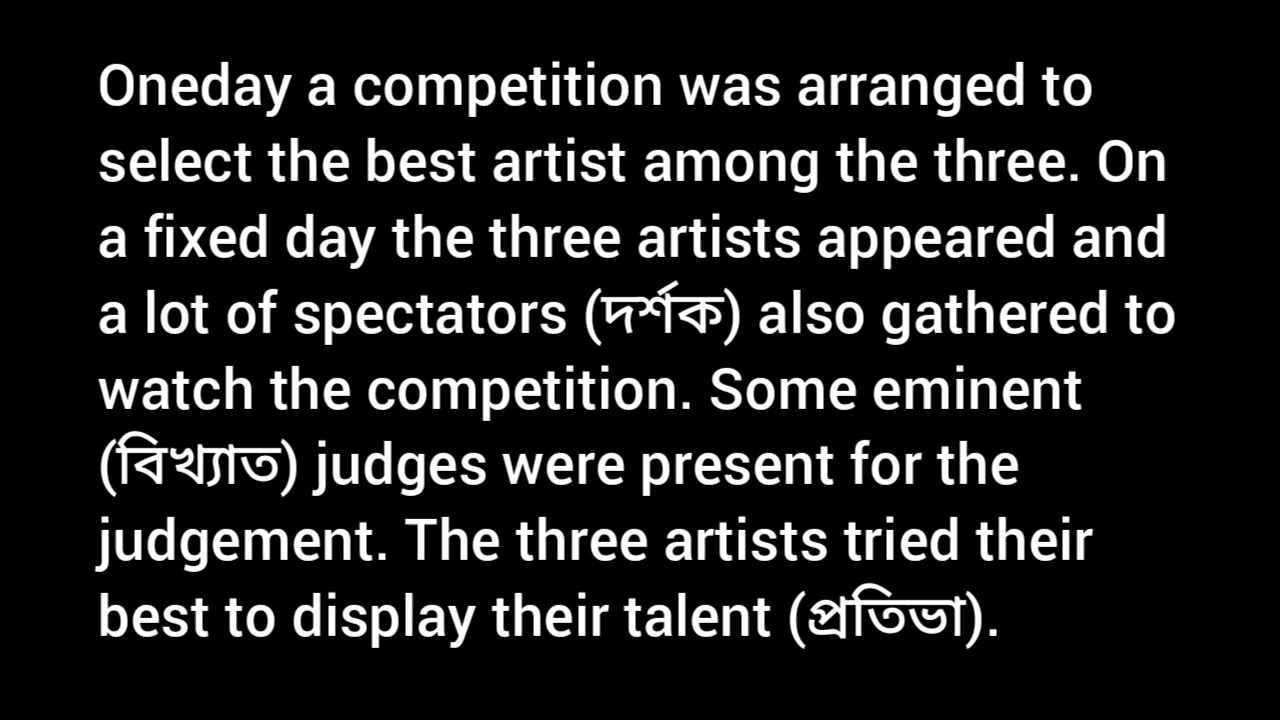 Oneday a competition was arranged to
select the best artist among the three. On
a fixed day the three artists appeared and
a lot of spectators (দর্শক) also gathered to
watch the competition. Some eminent
(বিখ্যাত) judges were present for the
judgement. The three artists tried their
best to display their talent (প্রতিভা).